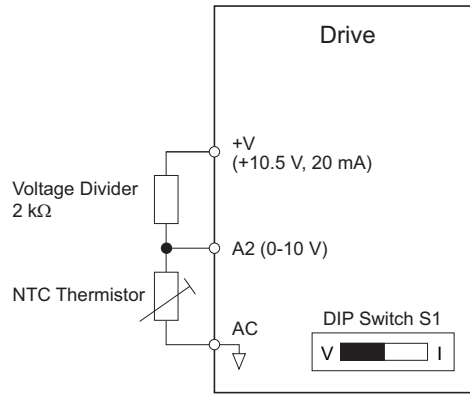 Drive
+V
(+10.5 V, 20 mA)
Voltage Divider
2 kΩ
A2 (0-10 V)
NTC Thermistor
AC
DIP Switch S1
V I